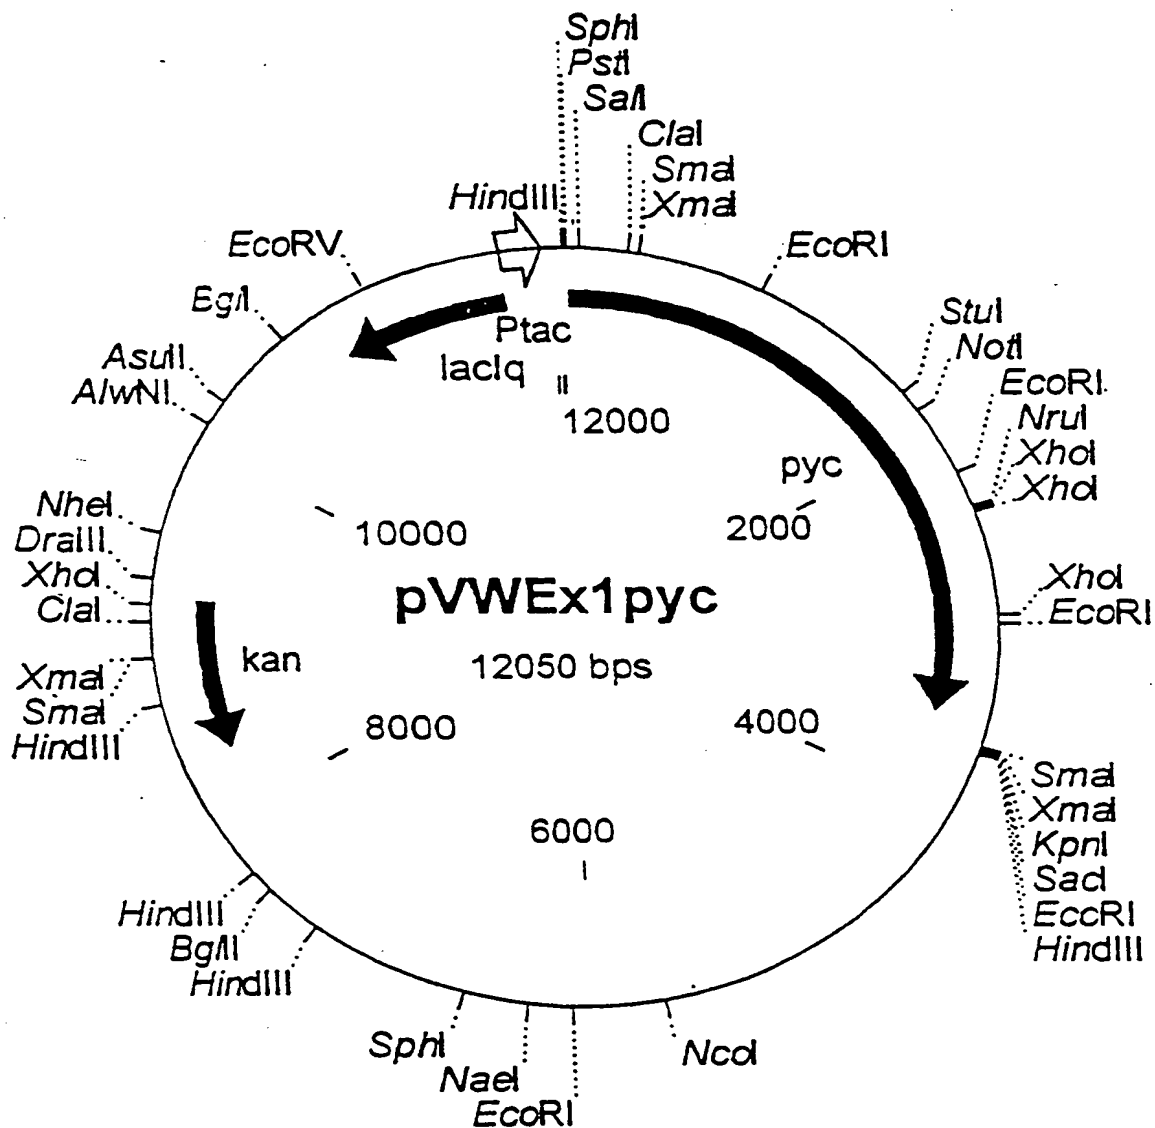 SphI
PstI
SalI
ClaI
SmaI
XmaI
HindIII
EcoRI
EcoRV
EglI
AsuII
AlwNI
StuI
NotI
EcoRI
NruI
XhoI
XhoI
Ptac
lacIq
12000
pyc
NheI
DraIII
XhoI
ClaI
10000
2000
pVWEx1pyc
XhoI
EcoRI
kan
12050 bps
XmaI
SmaI
HindIII
8000
4000
6000
SmaI
XmaI
KpnI
SacI
EccRI
HindIII
HindIII
BglII
HindIII
SphI
NaeI
EcoRI
NcoI